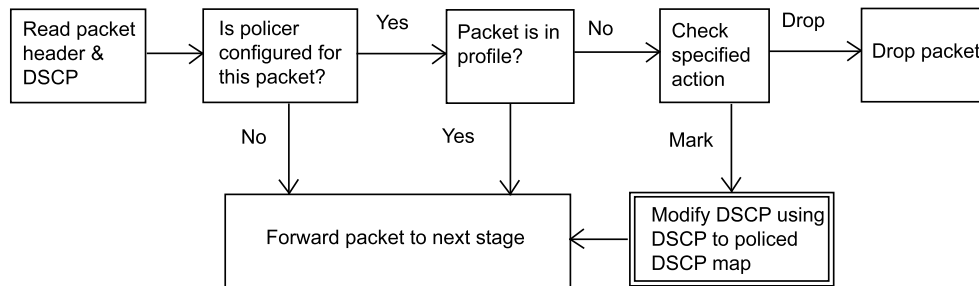 Read packet
header &
DSCP
Is policer
configured for
this packet?
Yes
Packet is in
profile?
No
Check
specified
action
Drop
Drop packet
No
Yes
Mark
Forward packet to next stage
Modify DSCP using
DSCP to policed
DSCP map